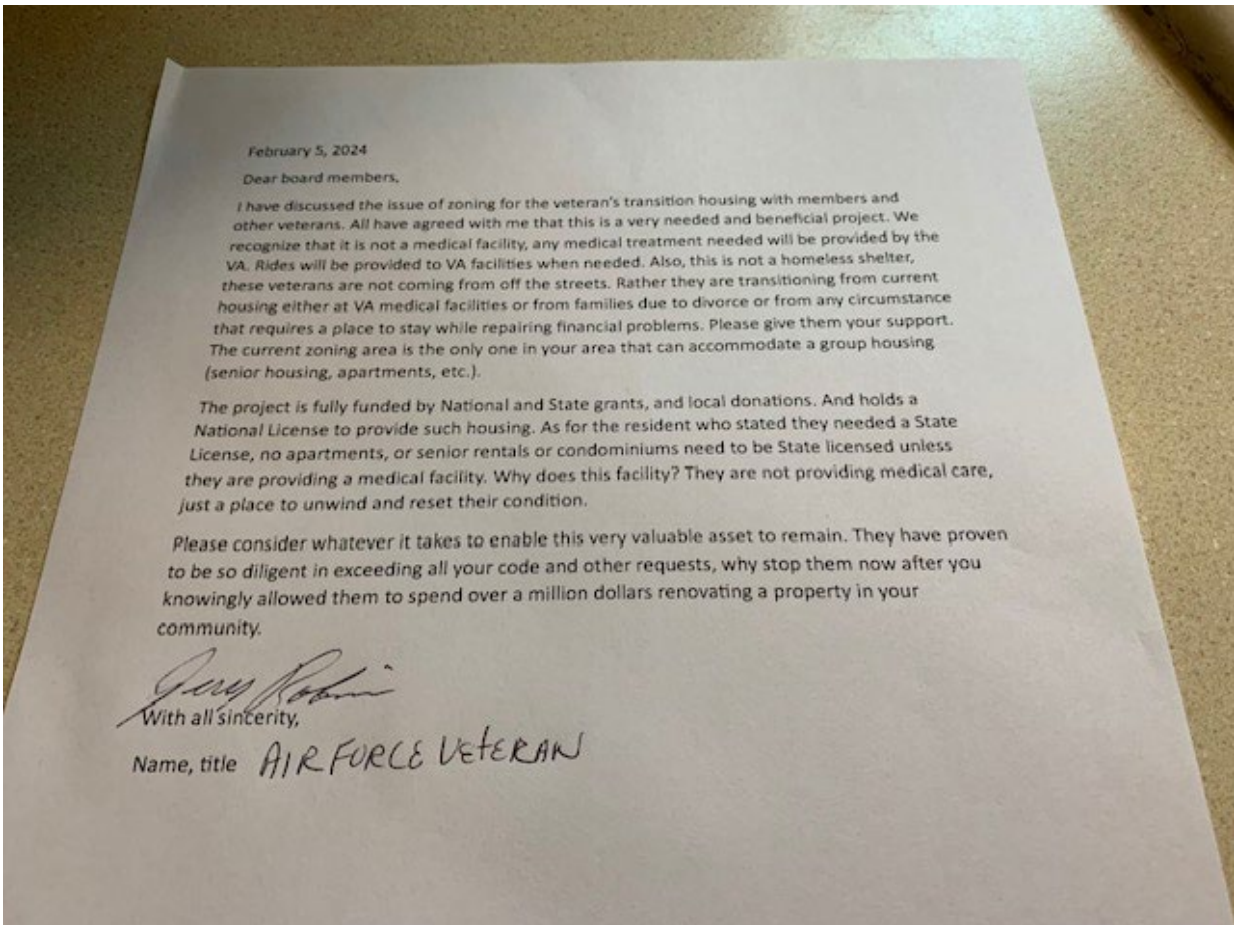 February 5, 2024
Dear board members,
I have discussed the issue of zoning for the veteran's transition housing with members and
other veterans. All have agreed with me that this is a very needed and beneficial project. We
recognize that it is not a medical facility, any medical treatment needed will be provided by the
VA. Rides will be provided to VA facilities when needed. Also, this is not a homeless shelter,
these veterans are not coming from off the streets. Rather they are transitioning from current
housing either at VA medical facilities or from families due to divorce or from any circumstance
that requires a place to stay while repairing financial problems. Please give them your support.
The current zoning area is the only one in your area that can accommodate a group housing
(senior housing, apartments, etc.).
The project is fully funded by National and State grants, and local donations. And holds a
National License to provide such housing. As for the resident who stated they needed a State
License, no apartments, or senior rentals or condominiums need to be State licensed unless
they are providing a medical facility. Why does this facility? They are not providing medical care,
just a place to unwind and reset their condition.
Please consider whatever it takes to enable this very valuable asset to remain. They have proven
to be so diligent in exceeding all your code and other requests, why stop them now after you
knowingly allowed them to spend over a million dollars renovating a property in your
community.
With all sincerity,
Name, title AIR FORCE VETERAN